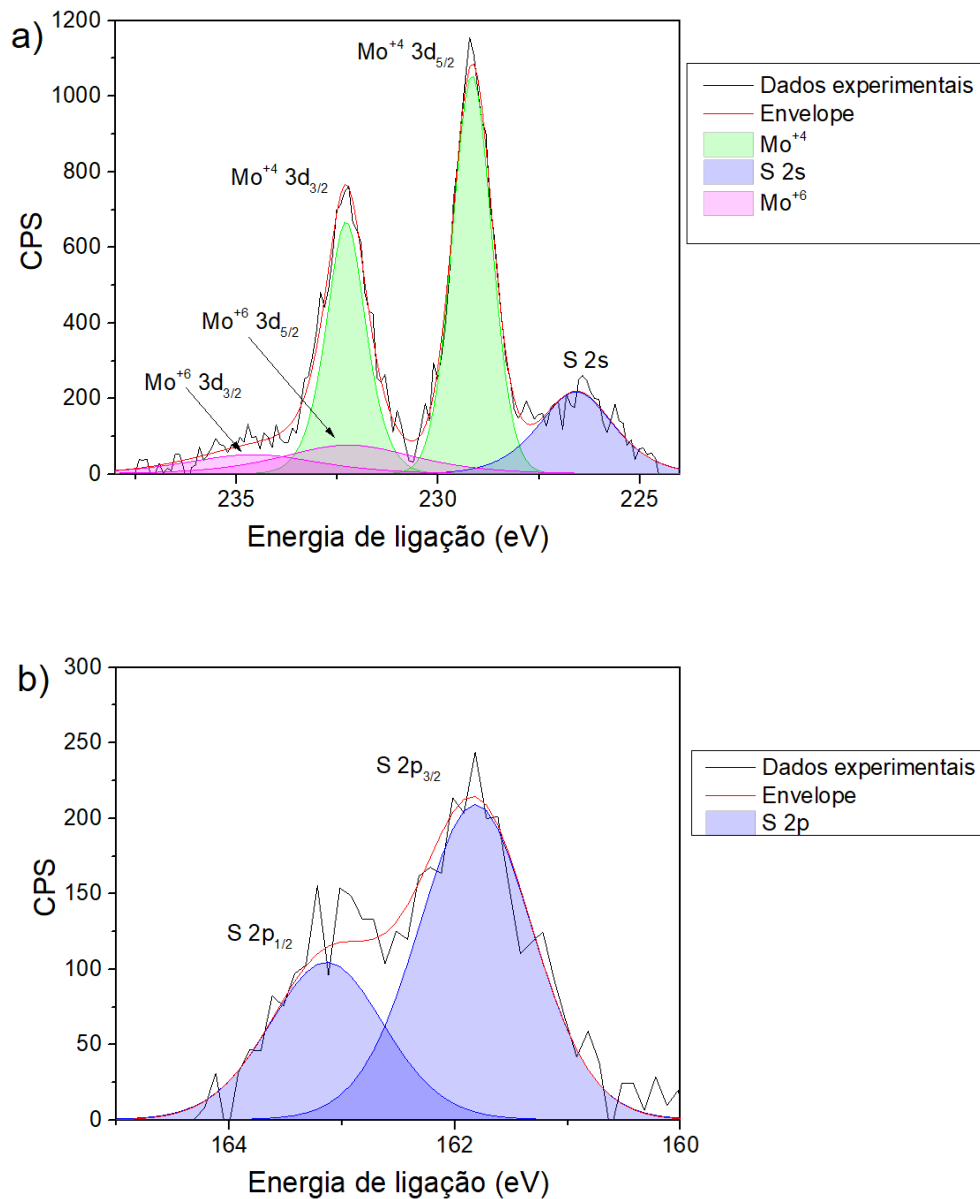 a)
1200
1000
800
600
400
200
0
CPS
Mo+4 3d5/2
Mo+4 3d3/2
Mo+6 3d5/2
Mo+6 3d3/2
S 2s
235
230
225
Energia de ligação (eV)
Dados experimentais
Envelope
Mo+4
S 2s
Mo+6
b)
300
250
200
150
100
50
0
CPS
S 2p3/2
S 2p1/2
164
162
160
Energia de ligação (eV)
Dados experimentais
Envelope
S 2p